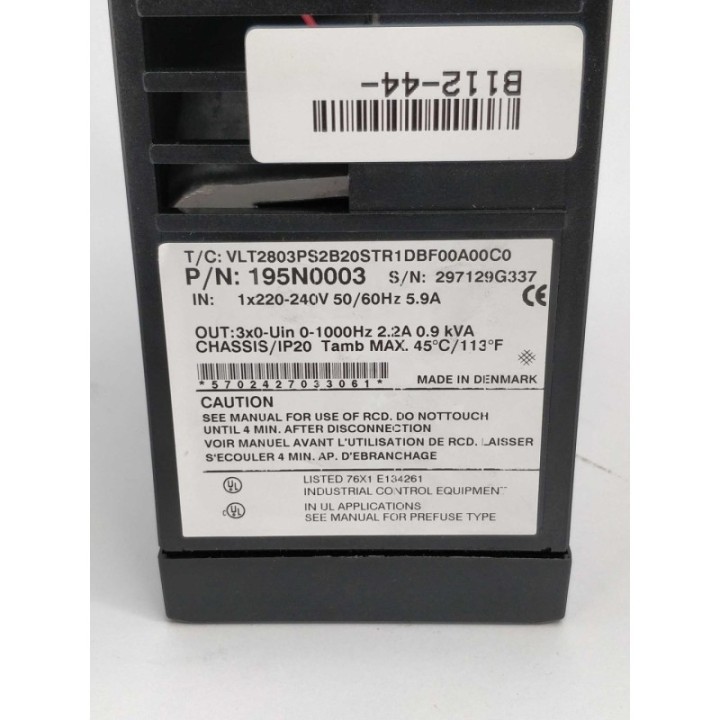 B112-44-
T/C: VLT2803PS2B20STR1DBF00A00C0
P/N: 195N0003 S/N: 297129G337
IN: 1x220-240V 50/60Hz 5.9A
CE
OUT:3x0-Uin 0-1000Hz 2.2A 0.9 kVA
CHASSIS/IP20 Tamb MAX. 45°C/113°F
*5702427033061*
MADE IN DENMARK
CAUTION
SEE MANUAL FOR USE OF RCD. DO NOTTOUCH
UNTIL 4 MIN. AFTER DISCONNECTION
VOIR MANUEL AVANT L'UTILISATION DE RCD. LAISSER
S'ECOULER 4 MIN. AP. D'EBRANCHAGE
UL LISTED 76X1 E134261
INDUSTRIAL CONTROL EQUIPMENT
c UL IN UL APPLICATIONS
SEE MANUAL FOR PREFUSE TYPE